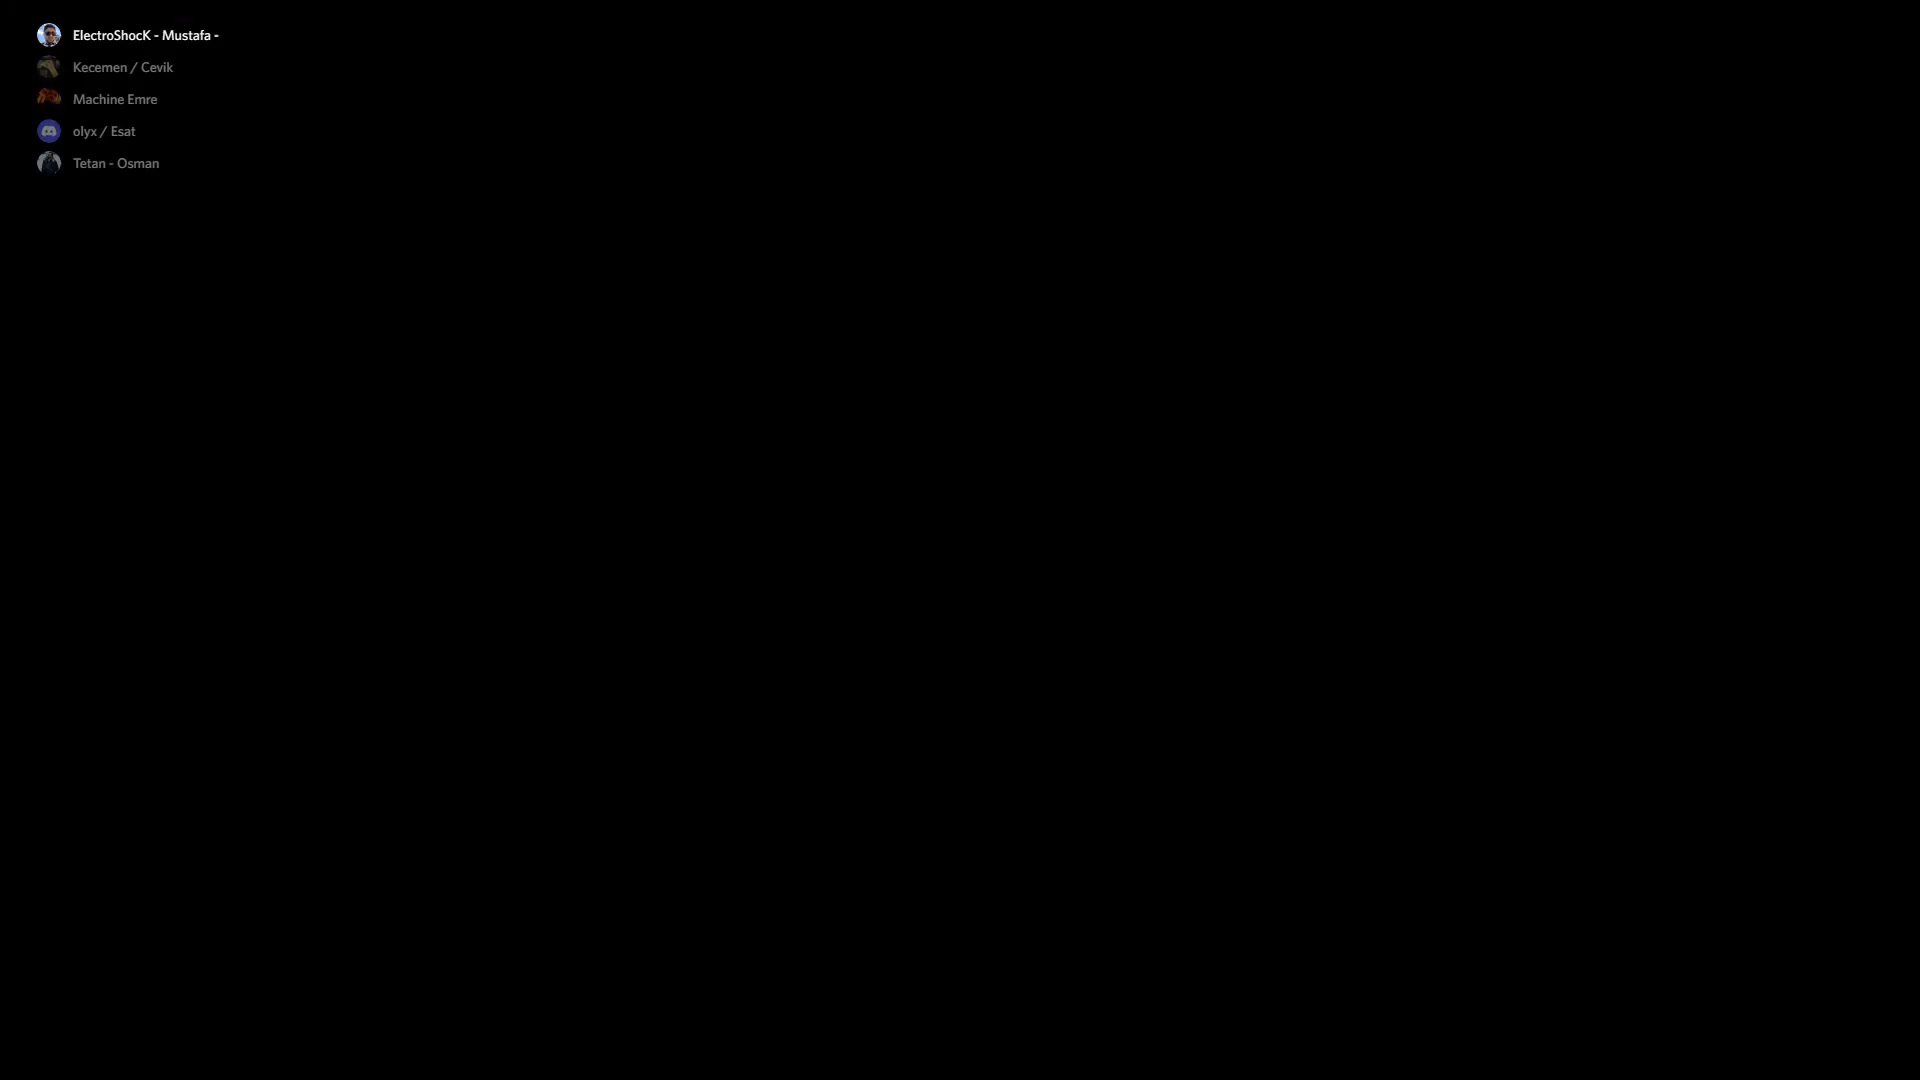 ElectroShocK - Mustafa -
Kecemen / Cevik
Machine Emre
olyx / Esat
Tetan - Osman